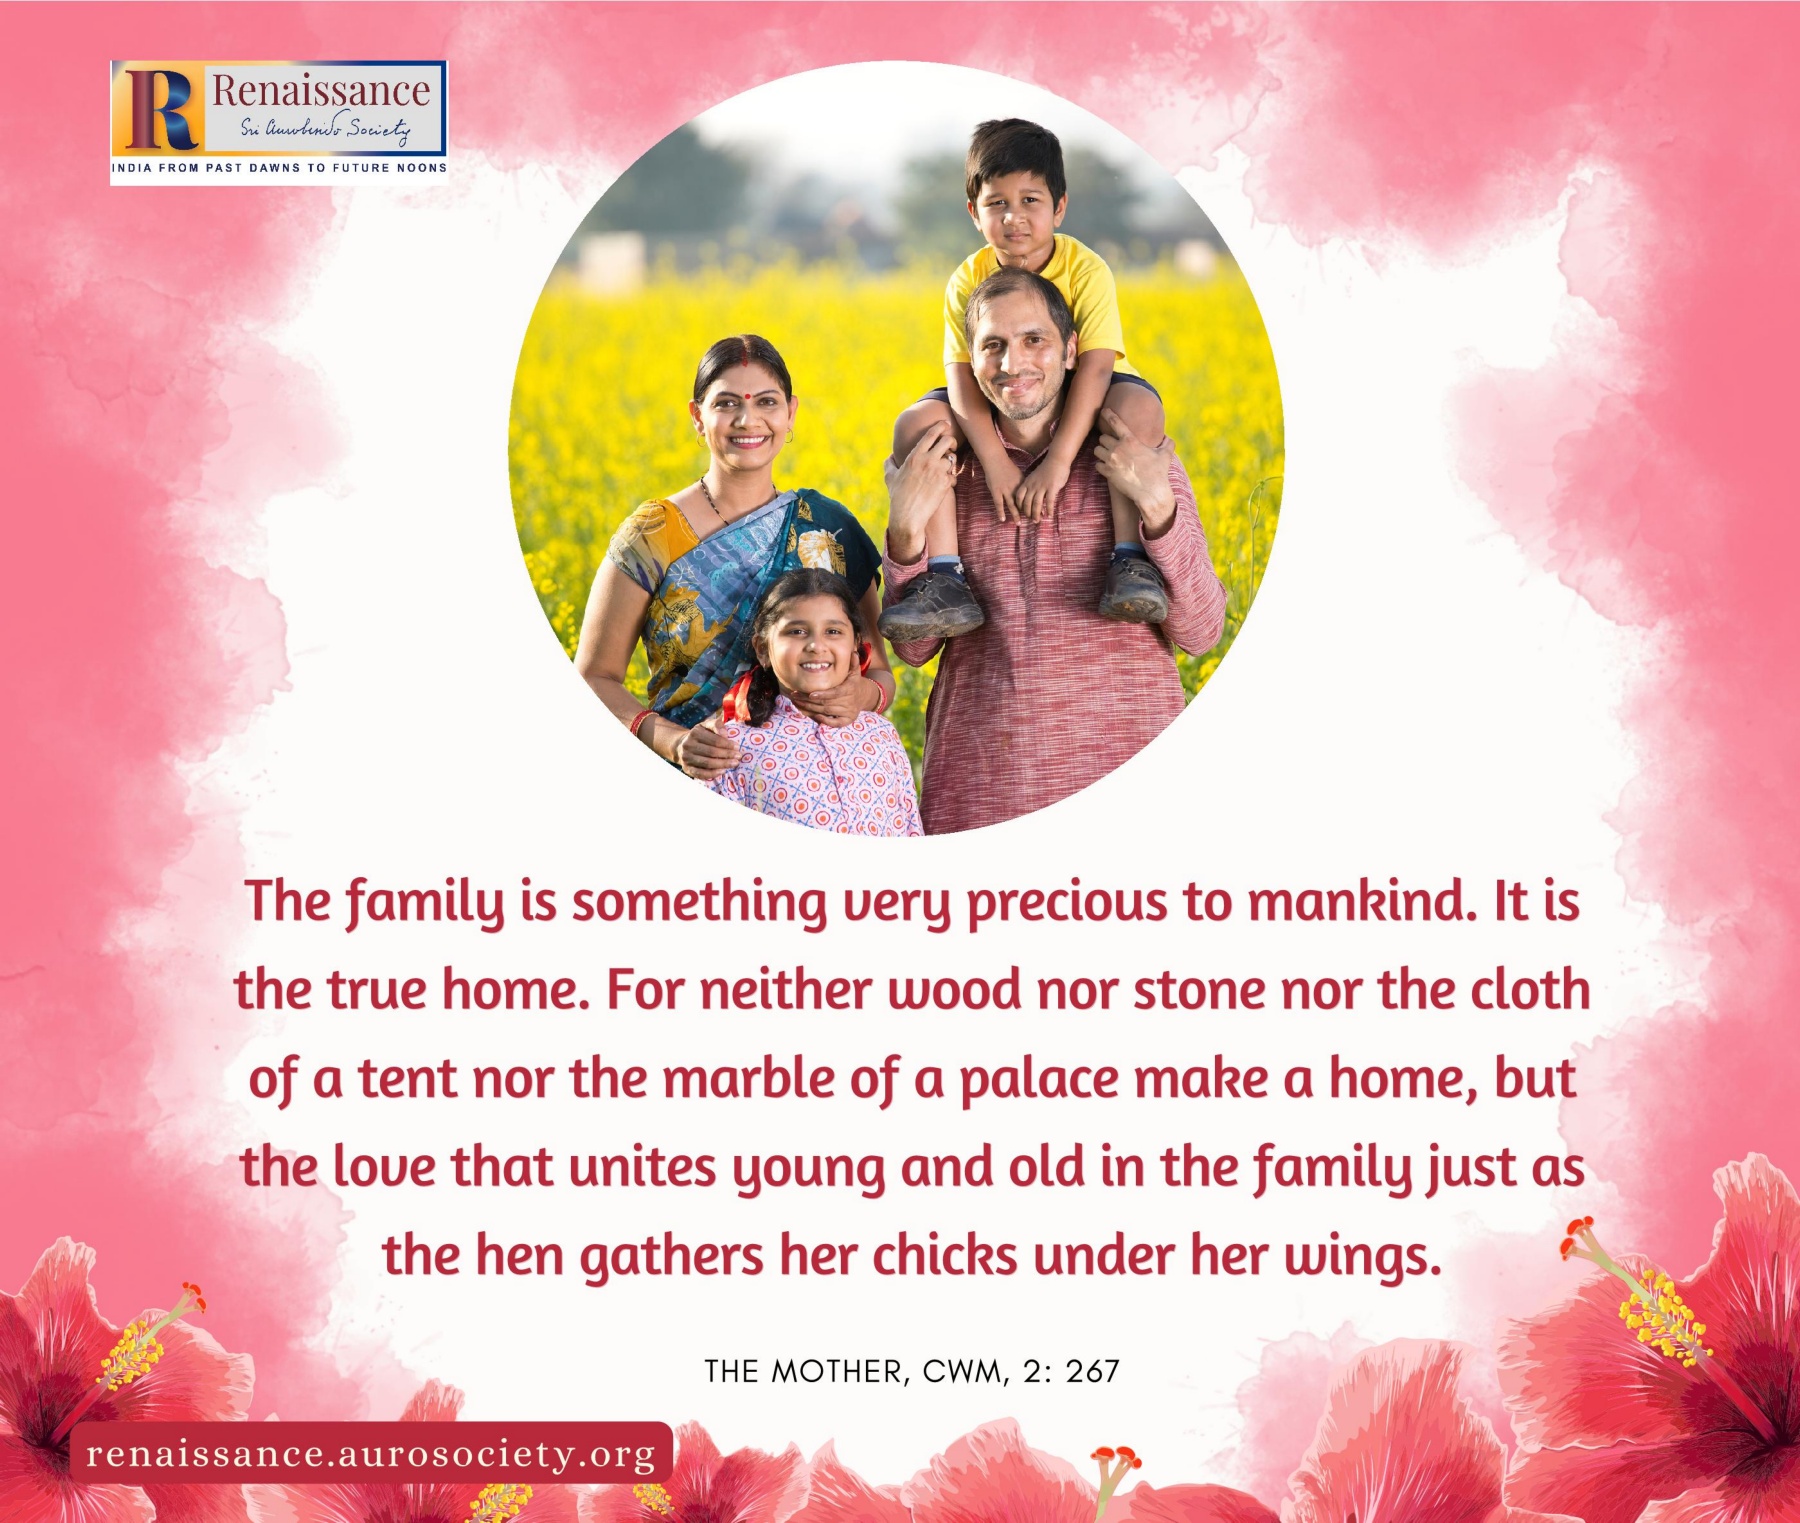 R Renaissance
Sri Aurobindo Society
INDIA FROM PAST DAWNS TO FUTURE NOONS
The family is something very precious to mankind. It is
the true home. For neither wood nor stone nor the cloth
of a tent nor the marble of a palace make a home, but
the love that unites young and old in the family just as
the hen gathers her chicks under her wings.
THE MOTHER, CWM, 2: 267
renaissance.aurosociety.org